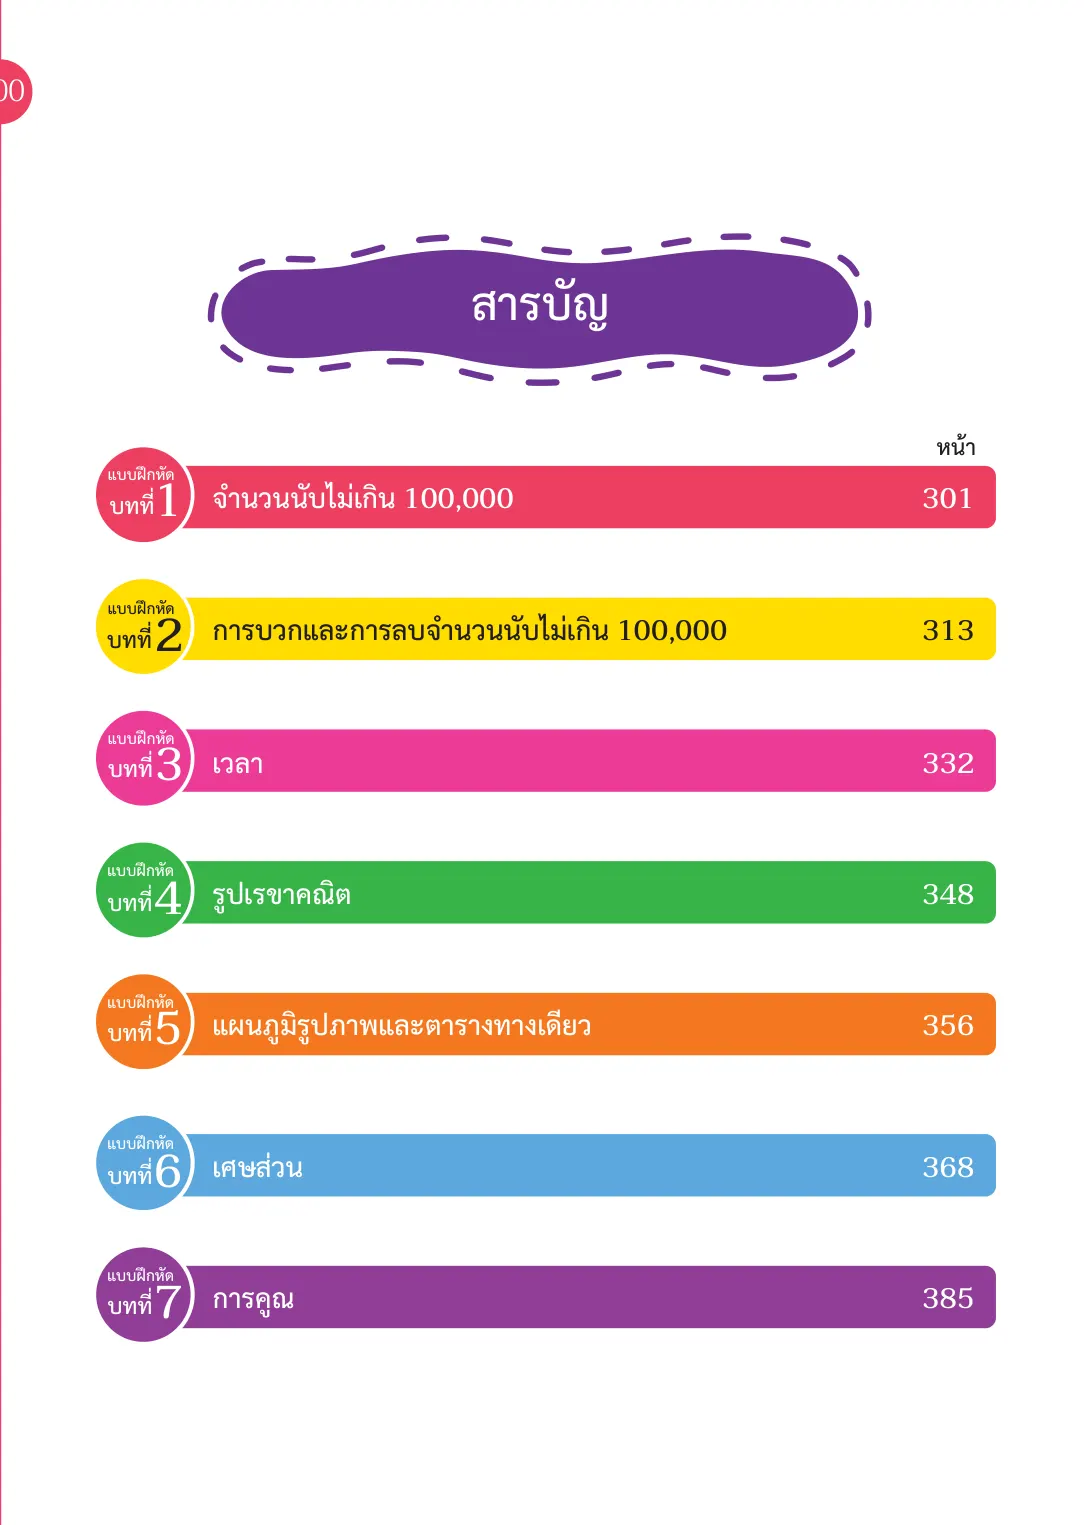 00
สารบัญ
หน้า
แบบฝึกหัด
บทที่ 1 จำนวนนับไม่เกิน 100,000 301
แบบฝึกหัด
บทที่ 2 การบวกและการลบจำนวนนับไม่เกิน 100,000 313
แบบฝึกหัด
บทที่ 3 เวลา 332
แบบฝึกหัด
บทที่ 4 รูปเรขาคณิต 348
แบบฝึกหัด
บทที่ 5 แผนภูมิรูปภาพและตารางทางเดียว 356
แบบฝึกหัด
บทที่ 6 เศษส่วน 368
แบบฝึกหัด
บทที่ 7 การคูณ 385